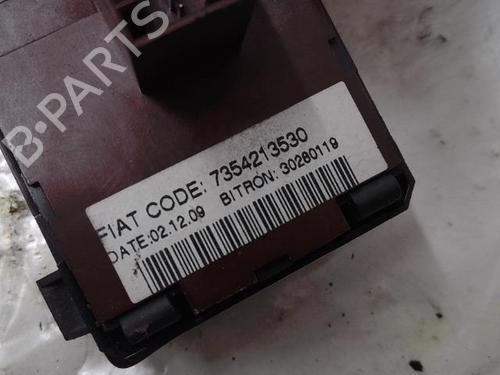 B-PARTS
FIAT CODE: 7354213530
DATE:02.12.09 BITRON: 30280119